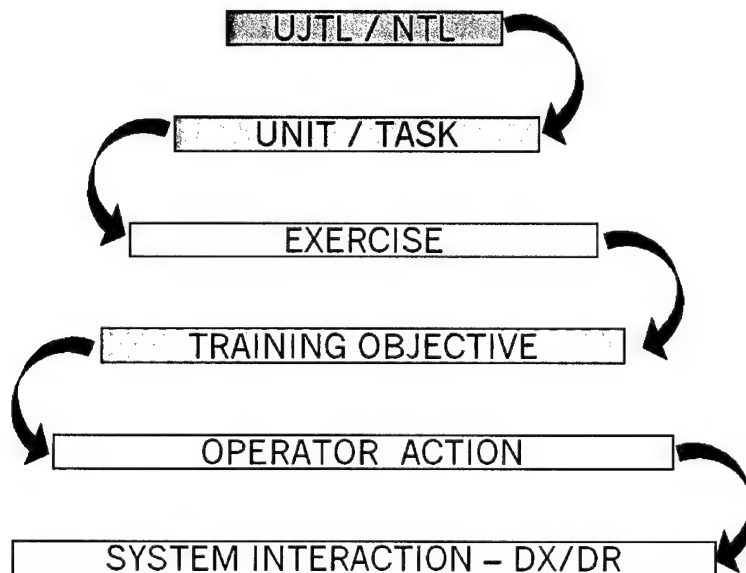 UJTL / NTL
UNIT / TASK
EXERCISE
TRAINING OBJECTIVE
OPERATOR ACTION
SYSTEM INTERACTION – DX/DR